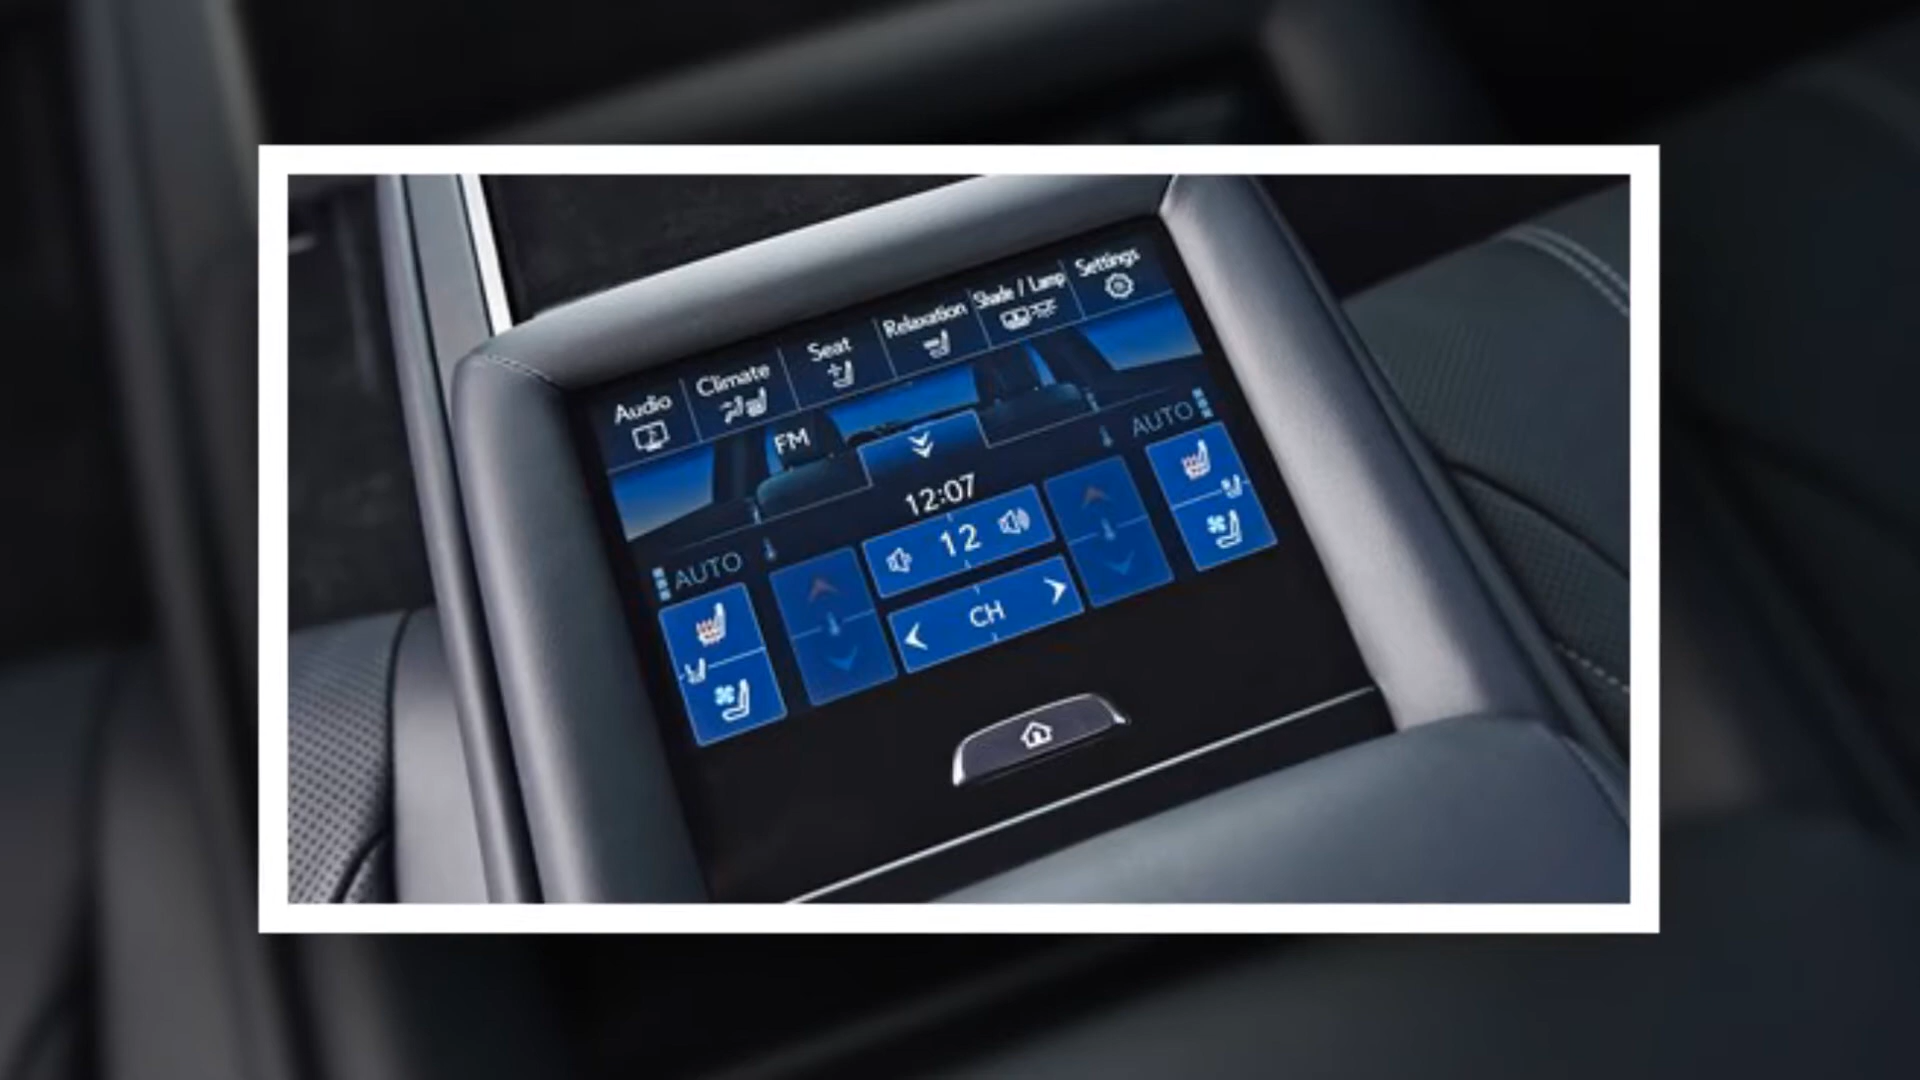 Audio
Climate
Seat
Relaxation
Shade / Lamp
Settings
FM
12:07
AUTO
AUTO
12
CH